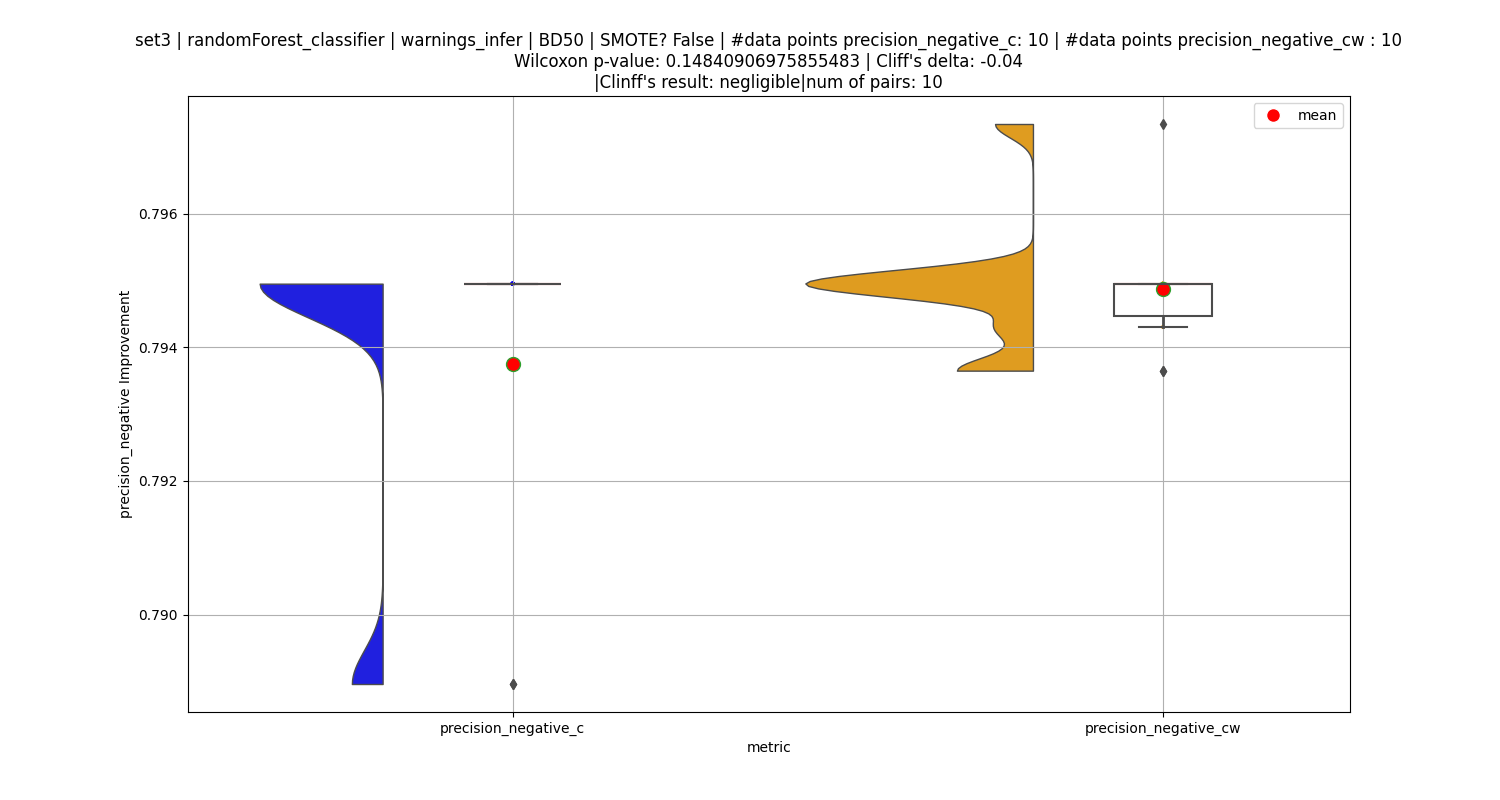 set3 | randomForest_classifier | warnings_infer | BD50 | SMOTE? False | #data points precision_negative_c: 10 | #data points precision_negative_cw : 10
Wilcoxon p-value: 0.14840906975855483 | Cliff's delta: -0.04
|Clinff's result: negligible|num of pairs: 10
mean
0.796
0.794
0.792
0.790
precision_negative Improvement
precision_negative_c
precision_negative_cw
metric